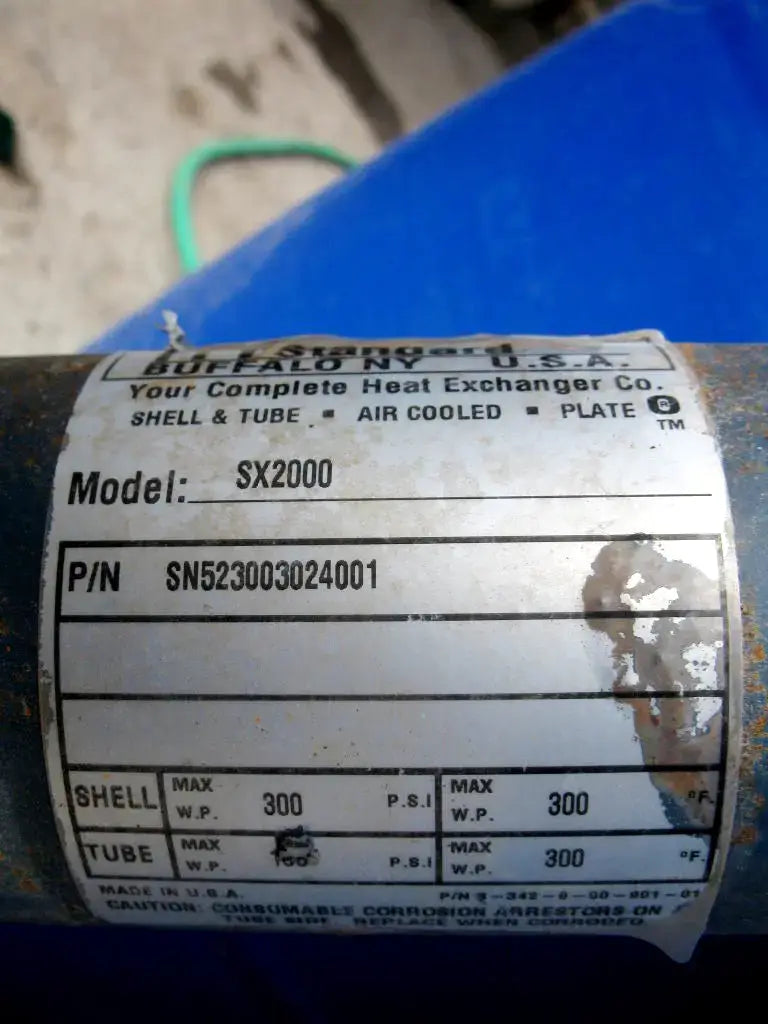 Standard
BUFFALO NY U.S.A.
Your Complete Heat Exchanger Co.
SHELL & TUBE ▪ AIR COOLED ▪ PLATE ®
TM
Model: SX2000
P/N SN523003024001
SHELL MAX W.P. 300 P.S.I MAX W.P. 300 °F.
TUBE MAX W.P. P.S.I MAX W.P. 300 °F.
MADE IN U.S.A. P/N
CAUTION: CONSUMABLE CORROSION ARRESTORS ON
TUBE SIDE. REPLACE WHEN CORRODED